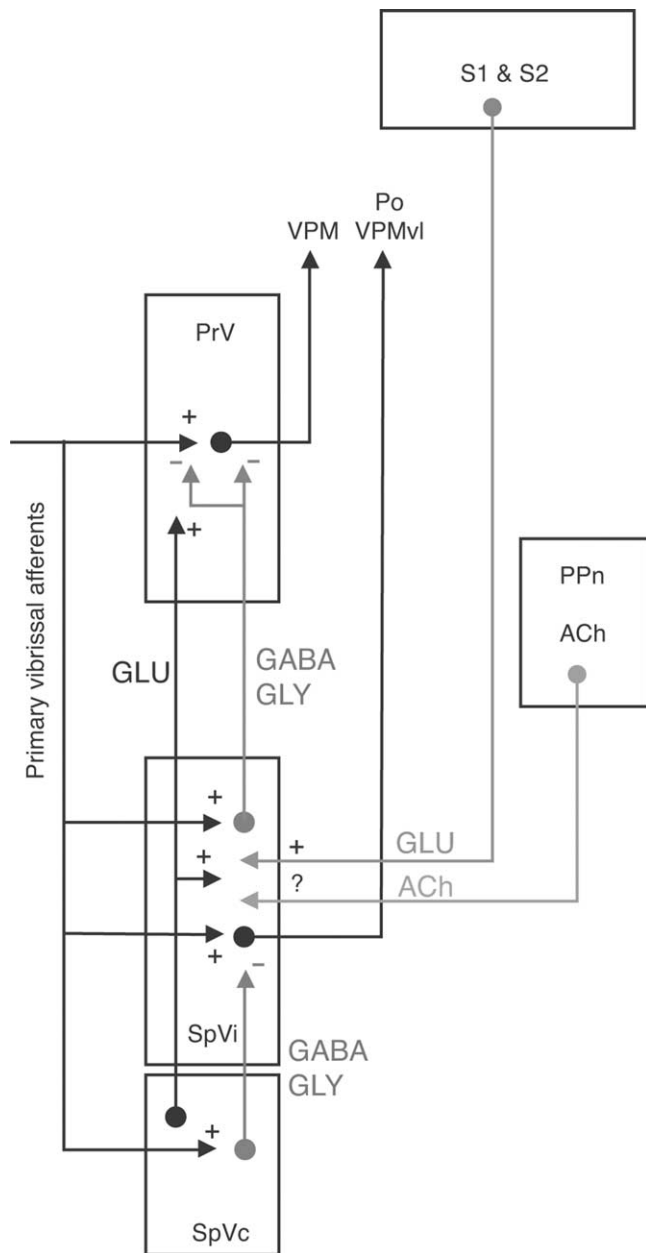 S1 & S2
Po
VPM VPMvl
PrV
+
– –
+
Primary vibrissal afferents
GLU
GABA
GLY
PPn
ACh
+
+
GLU
+
?
ACh
+
–
SpVi
GABA
GLY
+
SpVc